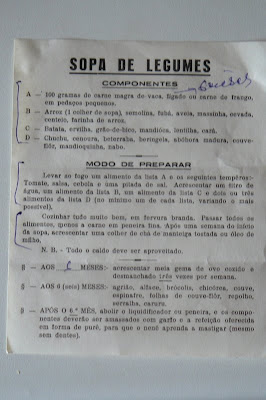 SOPA DE LEGUMES
COMPONENTES
A — 100 gramas de carne magra de vaca, fígado ou carne de frango,
em pedaços pequenos.
B — Arroz (1 colher de sopa), semolina, fubá, aveia, maizena, cevada,
centeio, farinha de arroz.
C — Batata, ervilha, grão-de-bico, mandioca, lentilha, cará.
D — Chuchu, cenoura, beterraba, beringela, abóbora madura, couve-
flôr, mandioquinha, nabo.
MODO DE PREPARAR
Levar ao fogo um alimento da lista A e os seguintes tempêros:
Tomate, salsa, cebola e uma pitada de sal. Acrescentar um litro de
água, um alimento da lista B, um alimento da lista C e dois ou três
alimentos da lista D (no mínimo um de cada lista, variando o mais
possível).
Cozinhar tudo muito bem, em fervura branda. Passar todos os
alimentos, menos a carne em peneira fina. Após uma semana do início
da sopa, acrescentar uma colher de chá de manteiga tostada ou óleo de
milho.
N. B. - Todo o caldo deve ser aproveitado.
§ — AOS 6 MESES: acrescentar meia gema de ovo cozido e
desmanchado três vezes por semana.
§ — AOS 6 (seis) MESES: agrião, alface, brócolis, chicórea, couve,
espinafre, folhas de couve-flôr, repolho,
serralha, caruru.
§ — APÓS O 6.º MÊS, abolir o liquidificador ou peneira, e os compo-
nentes deverão ser amassados com garfo e a refeição oferecida
em forma de purê, para que o nenê aprenda a mastigar (mesmo
sem dentes).